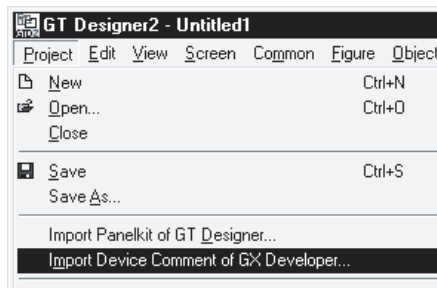 GT Designer2 - Untitled1
Project Edit View Screen Common Figure Object
New Ctrl+N
Open... Ctrl+O
Close
Save Ctrl+S
Save As...
Import Panelkit of GT Designer...
Import Device Comment of GX Developer...